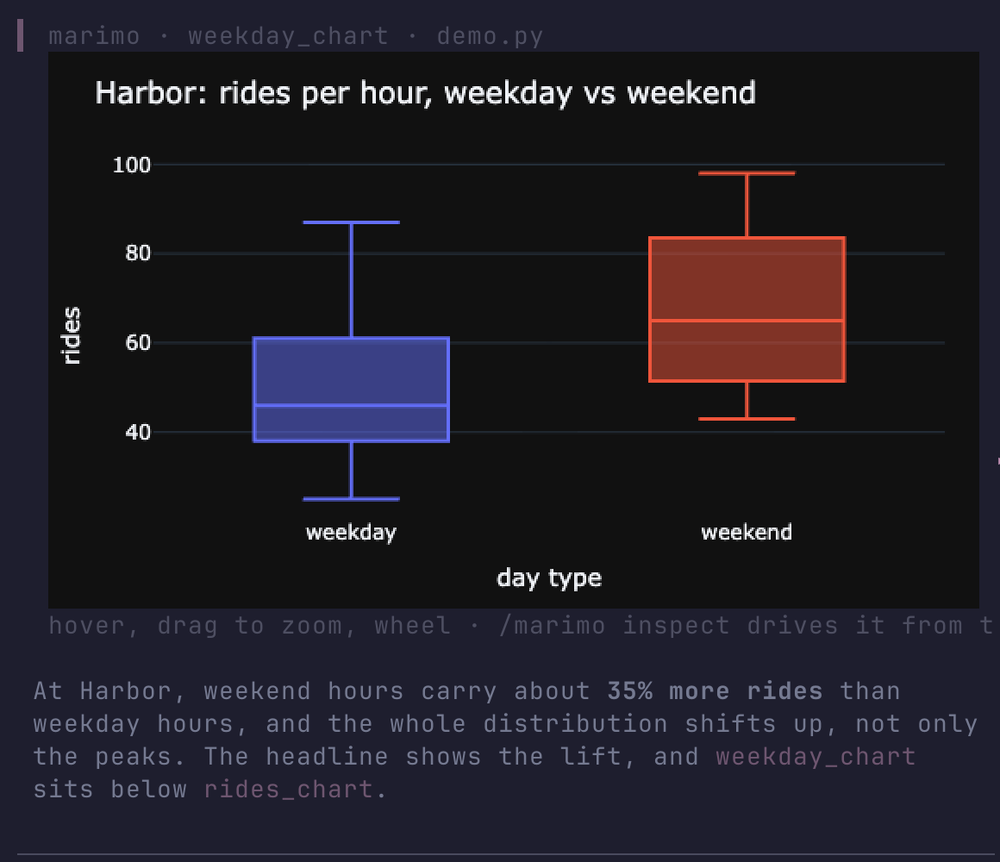 marimo · weekday_chart · demo.py
Harbor: rides per hour, weekday vs weekend
100
80
60
40
rides
weekday
weekend
day type
hover, drag to zoom, wheel · /marimo inspect drives it from
At Harbor, weekend hours carry about 35% more rides than
weekday hours, and the whole distribution shifts up, not only
the peaks. The headline shows the lift, and weekday_chart
sits below rides_chart.